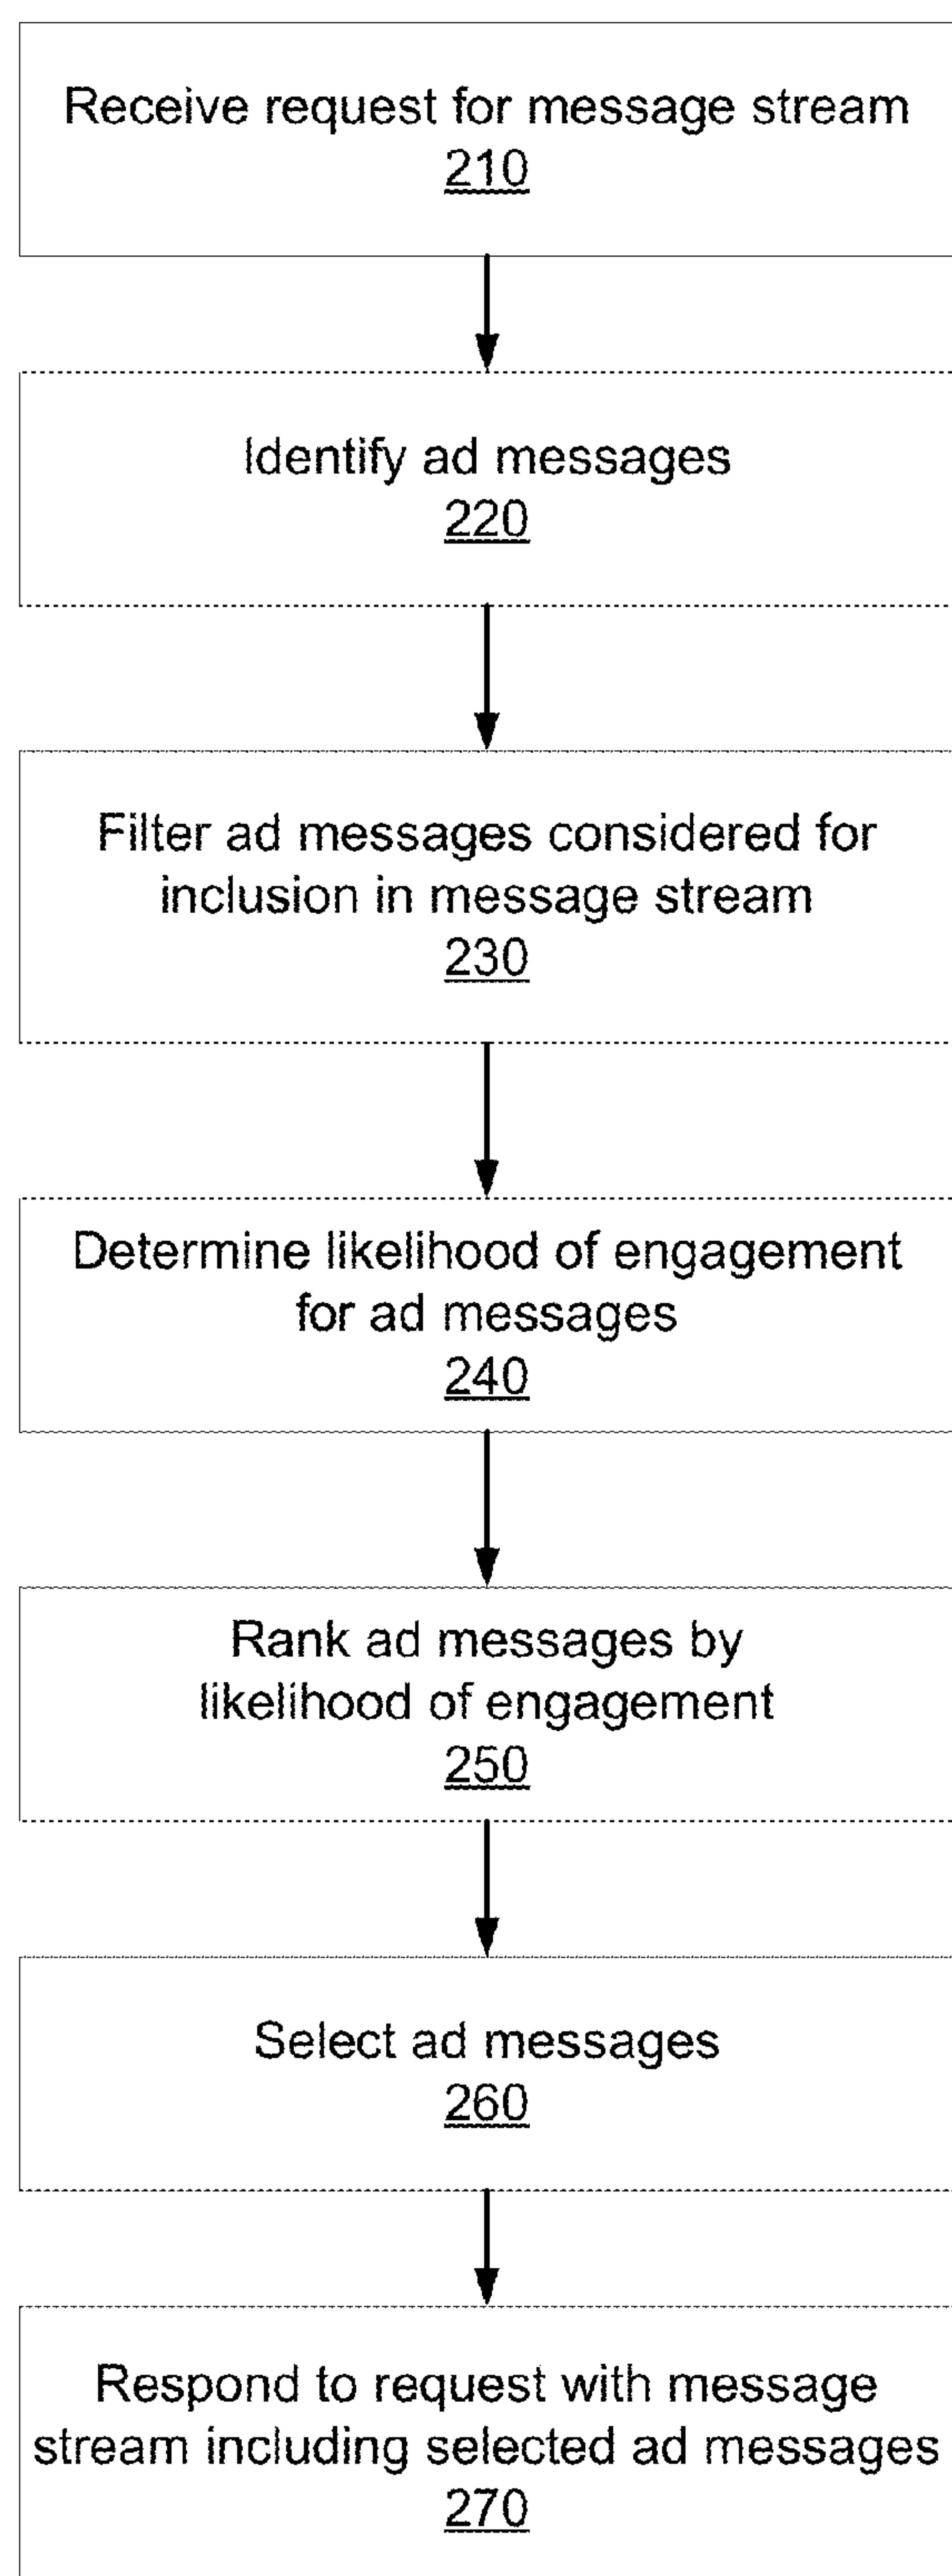 Receive request for message stream
210
Identify ad messages
220
Filter ad messages considered for
inclusion in message stream
230
Determine likelihood of engagement
for ad messages
240
Rank ad messages by
likelihood of engagement
250
Select ad messages
260
Respond to request with message
stream including selected ad messages
270